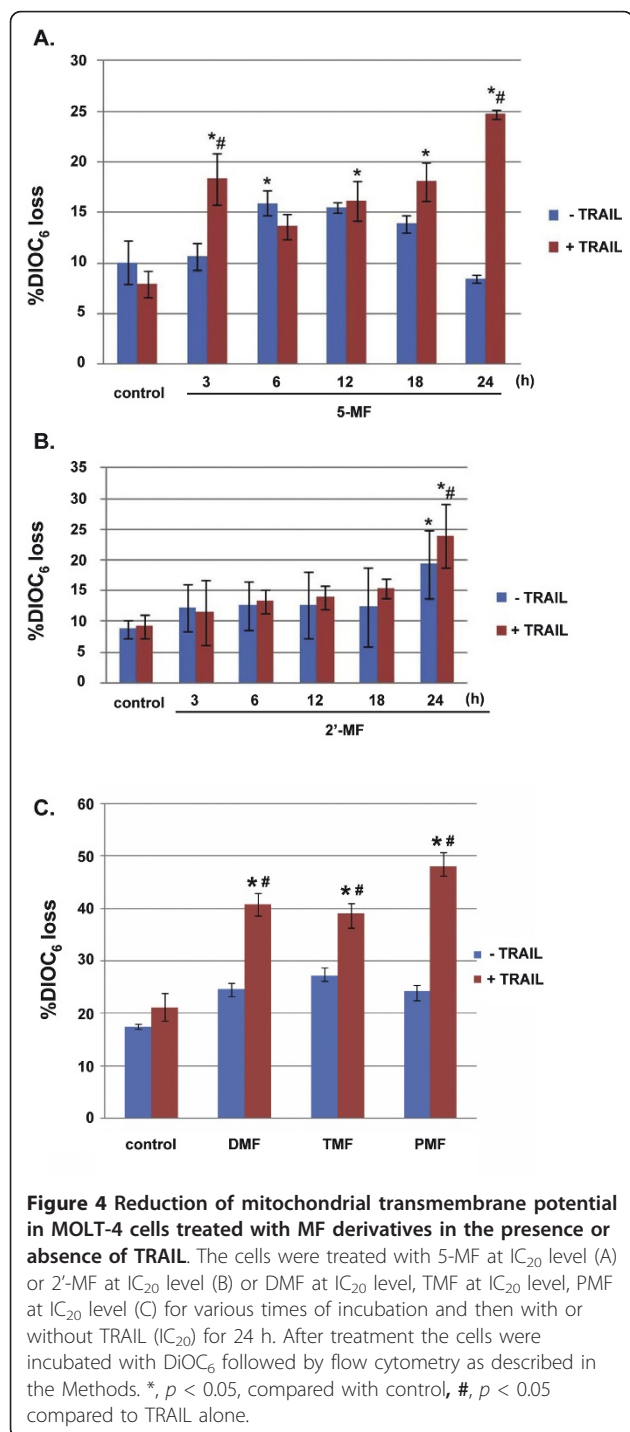 A.
30
25
20
15
10
5
0
%DIOC6 loss
*#
*
*
*
*#
- TRAIL
+ TRAIL
control 3 6 12 18 24 (h)
5-MF
B.
35
30
25
20
15
10
5
0
%DIOC6 loss
*
*#
- TRAIL
+ TRAIL
control 3 6 12 18 24 (h)
2’-MF
C.
60
50
40
30
20
10
0
%DIOC6 loss
* #
* #
* #
- TRAIL
+ TRAIL
control DMF TMF PMF
Figure 4 Reduction of mitochondrial transmembrane potential
in MOLT-4 cells treated with MF derivatives in the presence or
absence of TRAIL. The cells were treated with 5-MF at IC20 level (A)
or 2'-MF at IC20 level (B) or DMF at IC20 level, TMF at IC20 level, PMF
at IC20 level (C) for various times of incubation and then with or
without TRAIL (IC20) for 24 h. After treatment the cells were
incubated with DiOC6 followed by flow cytometry as described in
the Methods. *, p < 0.05, compared with control, #, p < 0.05
compared to TRAIL alone.